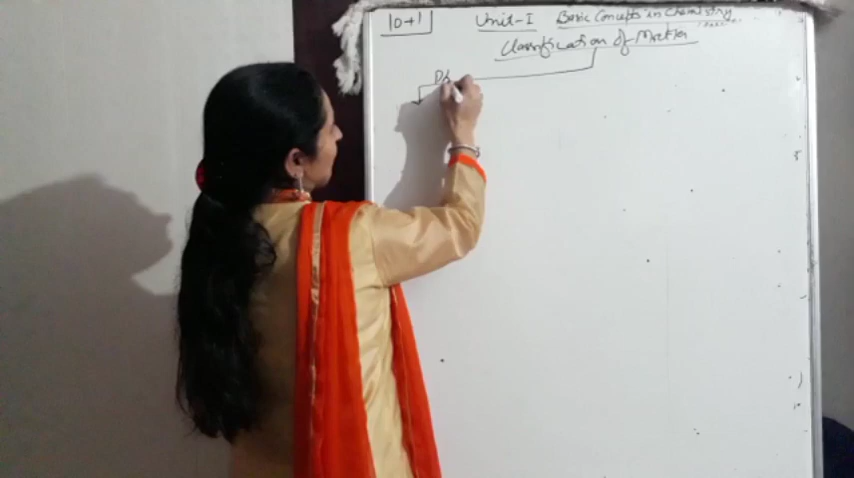 10+1
Unit-I Basic Concepts in Chemistry
Classification of Matter